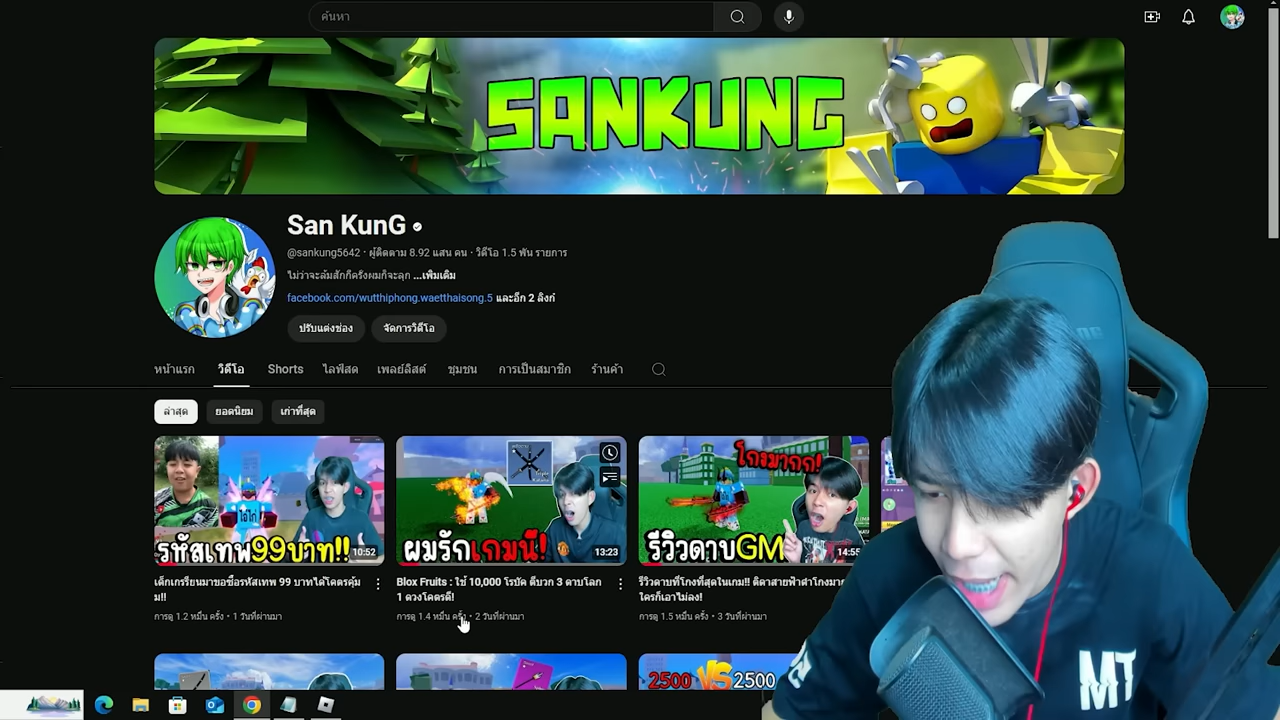 ค้นหา
SANKUNG
San KunG
@sankung5642 · ผู้ติดตาม 8.92 แสน คน · วิดีโอ 1.5 พัน รายการ
ไม่ว่าจะล้มสักกี่ครั้งผมก็จะลุก ...เพิ่มเติม
facebook.com/wutthiphong.waetthaisong.5 และอีก 2 ลิงก์
ปรับแต่งช่อง จัดการวิดีโอ
หน้าแรก วิดีโอ Shorts ไลฟ์สด เพลย์ลิสต์ ชุมชน การเป็นสมาชิก ร้านค้า
ล่าสุด ยอดนิยม เก่าที่สุด
โกงมากก!
รหัสเทพ99บาท!! 10:52 ผมรักเกมนี้! 13:23 รีวิวดาบGM 14:55
เด็กเกรียนมาขอซื้อรหัสเทพ 99 บาทได้โคตรคุ้ม!!
การดู 1.2 หมื่น ครั้ง · 1 วันที่ผ่านมา
Blox Fruits : ใช้ 10,000 โรบัค ตีบวก 3 ดาบโลก
1 ดวงโคตรดี!
การดู 1.4 หมื่น ครั้ง · 2 วันที่ผ่านมา
รีวิวดาบที่โกงที่สุดในเกม!! ติดาสายฟ้าศาโกงมาก
ใครก็เอาไม่ลง!
การดู 1.5 หมื่น ครั้ง · 3 วันที่ผ่านมา
2500 VS 2500
MT